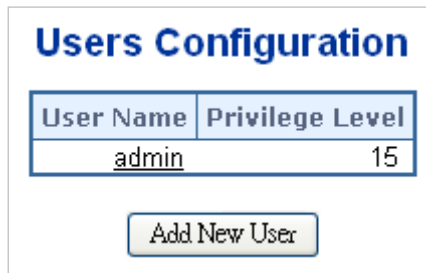 Users Configuration
User Name Privilege Level
admin 15
Add New User